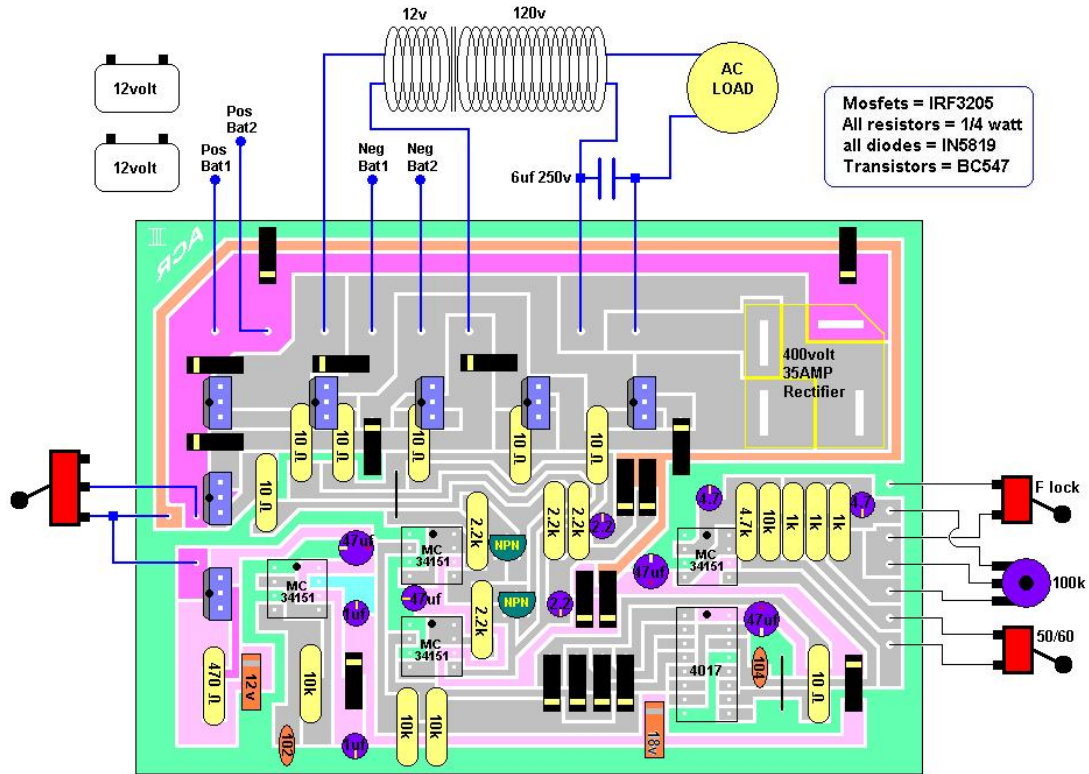 12v
120v
12volt
12volt
Pos
Bat2
Pos
Bat1
Neg
Bat1
Neg
Bat2
6uf 250v
AC
LOAD
Mosfets = IRF3205
All resistors = 1/4 watt
all diodes = IN5819
Transistors = BC547
III
ACR
400volt
35AMP
Rectifier
10 Ω
10 Ω
10 Ω
10 Ω
10 Ω
10 Ω
2.2k
2.2k
2.2k
2.2
4.7
4.7k
10k
1k
1k
1k
4.7
F lock
47uf
MC
34151
NPN
MC
34151
47uf
MC
34151
100k
1uf
47uf
MC
34151
2.2k
NPN
2.2
47uf
50/60
470 Ω
12 v
10k
102
1uf
10k
10k
18v
4017
104
10 Ω